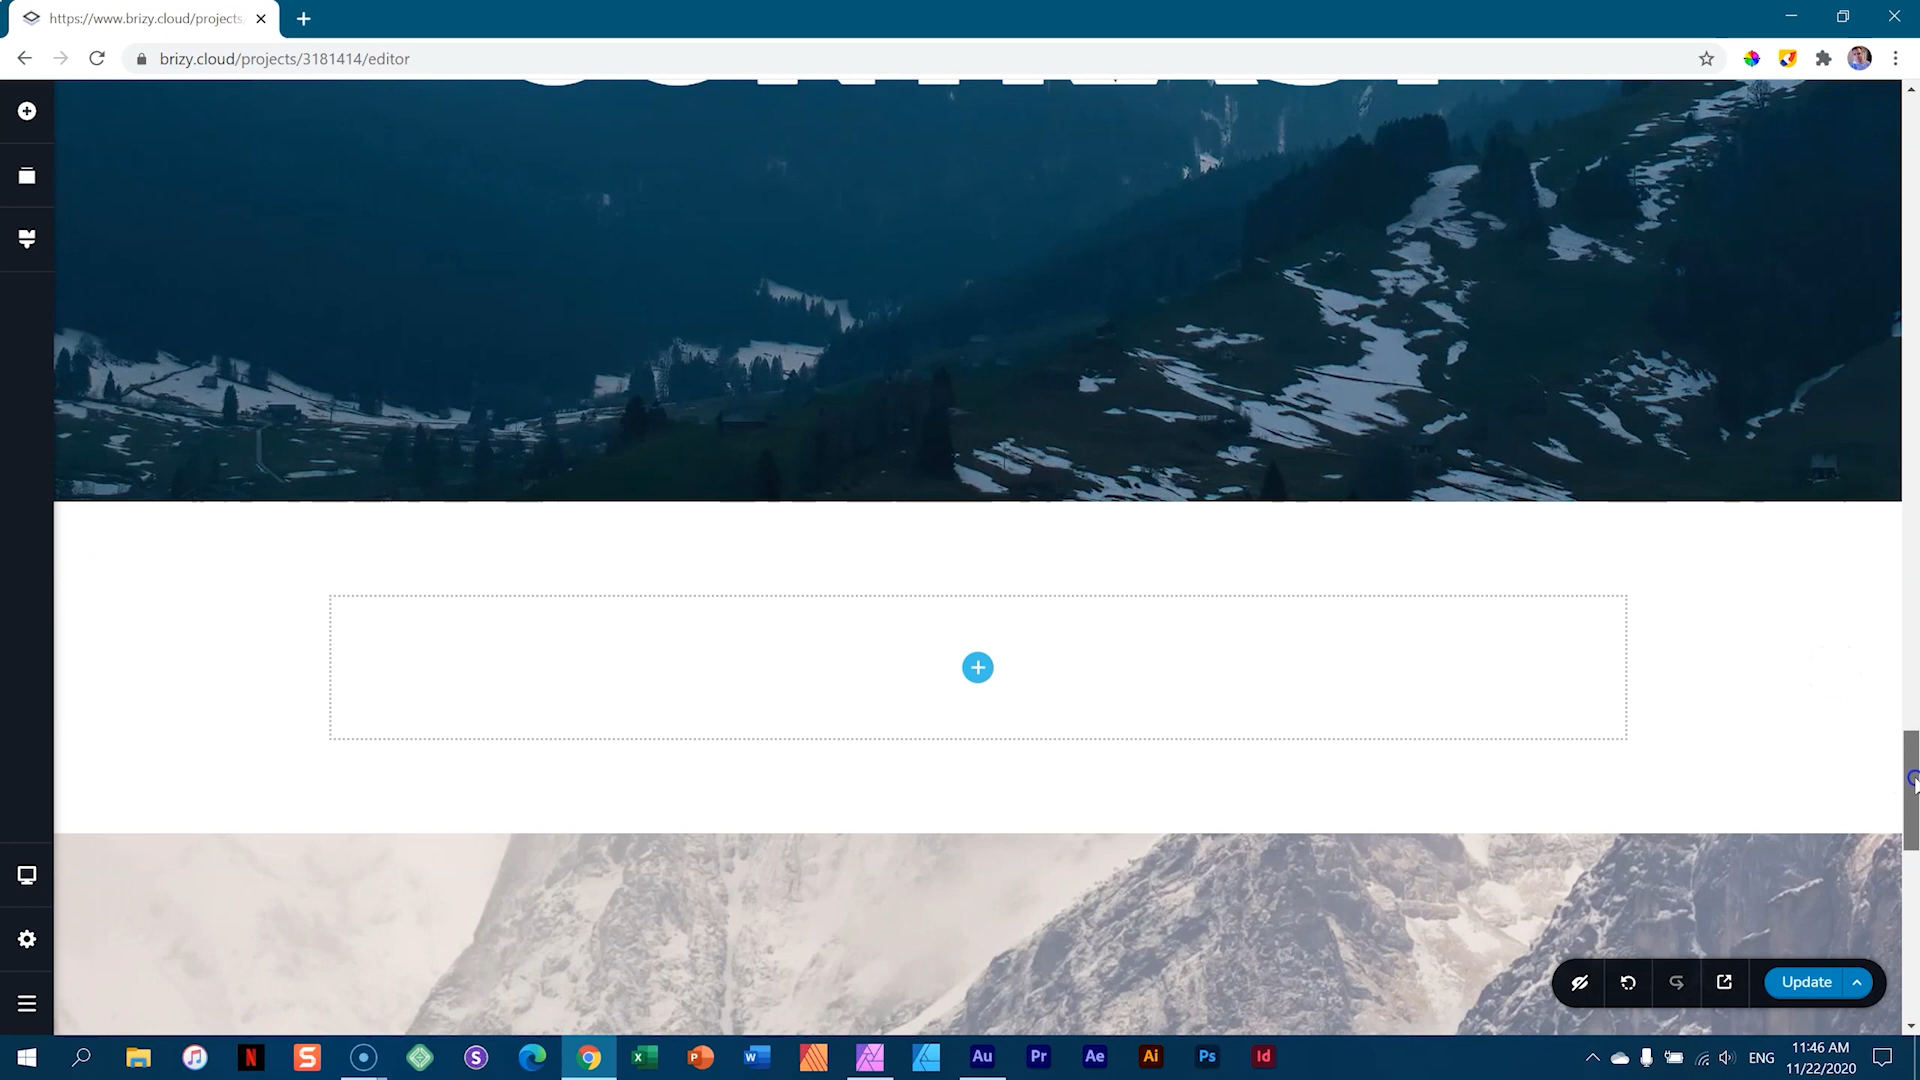 https://www.brizy.cloud/projects
brizy.cloud/projects/3181414/editor
Update
N
S
S
X
P
W
Au
Pr
Ae
Ai
Ps
Id
ENG
11:46 AM
11/22/2020